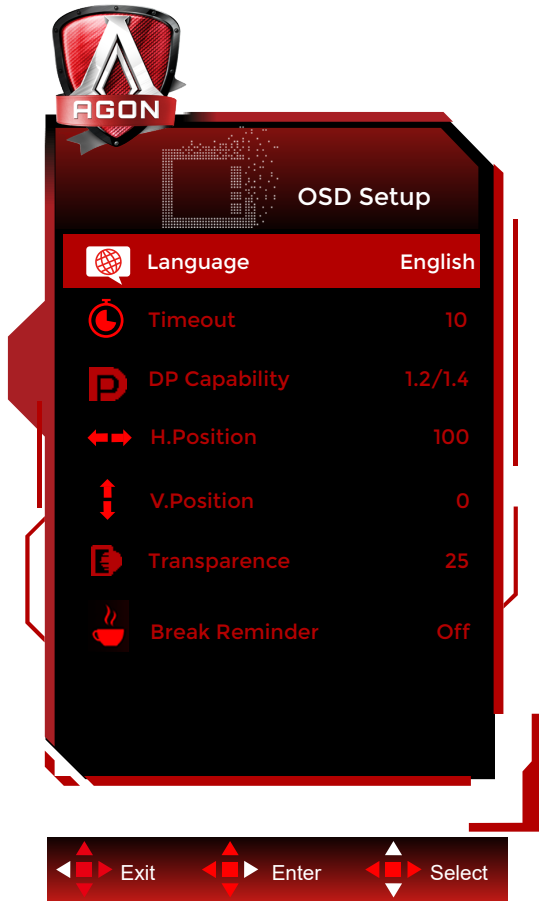 AGON
OSD Setup
Language English
Timeout 10
DP Capability 1.2/1.4
H.Position 100
V.Position 0
Transparence 25
Break Reminder Off
Exit Enter Select